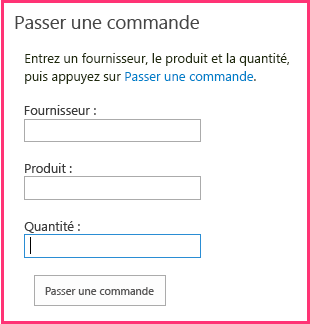 Passer une commande
Entrez un fournisseur, le produit et la quantité,
puis appuyez sur Passer une commande.
Fournisseur :
Produit :
Quantité :
Passer une commande